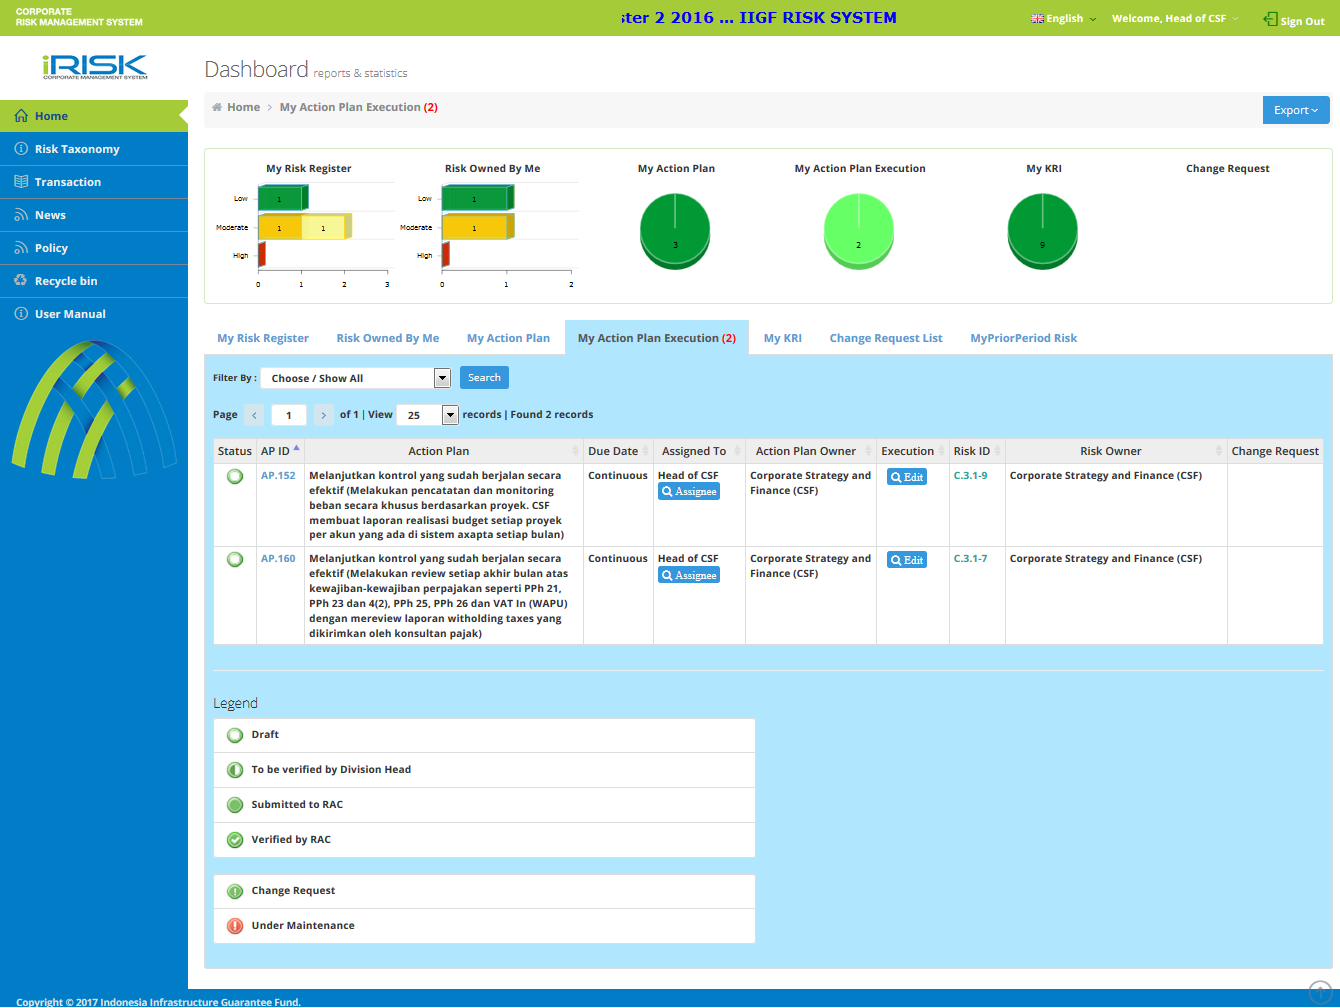 CORPORATE
RISK MANAGEMENT SYSTEM
ster 2 2016 ... IIGF RISK SYSTEM
English
Welcome, Head of CSF
Sign Out
iRISK
CORPORATE MANAGEMENT SYSTEM
Dashboard reports & statistics
Home
Risk Taxonomy
Transaction
News
Policy
Recycle bin
User Manual
Home > My Action Plan Execution (2)
Export
My Risk Register
Low
Moderate
High
1
1
1
0 1 2 3
Risk Owned By Me
Low
Moderate
High
1
1
0 1 2
My Action Plan
3
My Action Plan Execution
2
My KRI
9
Change Request
My Risk Register
Risk Owned By Me
My Action Plan
My Action Plan Execution (2)
My KRI
Change Request List
MyPriorPeriod Risk
Filter By :
Choose / Show All
Search
Page < 1 > of 1 | View 25 records | Found 2 records
Status AP ID Action Plan Due Date Assigned To Action Plan Owner Execution Risk ID Risk Owner Change Request
AP.152
Melanjutkan kontrol yang sudah berjalan secara
efektif (Melakukan pencatatan dan monitoring
beban secara khusus berdasarkan proyek. CSF
membuat laporan realisasi budget setiap proyek
per akun yang ada di sistem axapta setiap bulan)
Continuous
Head of CSF
Assignee
Corporate Strategy and
Finance (CSF)
Edit
C.3.1-9
Corporate Strategy and Finance (CSF)
AP.160
Melanjutkan kontrol yang sudah berjalan secara
efektif (Melakukan review setiap akhir bulan atas
kewajiban-kewajiban perpajakan seperti PPh 21,
PPh 23 dan 4(2), PPh 25, PPh 26 dan VAT In (WAPU)
dengan mereview laporan witholding taxes yang
dikirimkan oleh konsultan pajak)
Continuous
Head of CSF
Assignee
Corporate Strategy and
Finance (CSF)
Edit
C.3.1-7
Corporate Strategy and Finance (CSF)
Legend
Draft
To be verified by Division Head
Submitted to RAC
Verified by RAC
Change Request
Under Maintenance
Copyright © 2017 Indonesia Infrastructure Guarantee Fund.